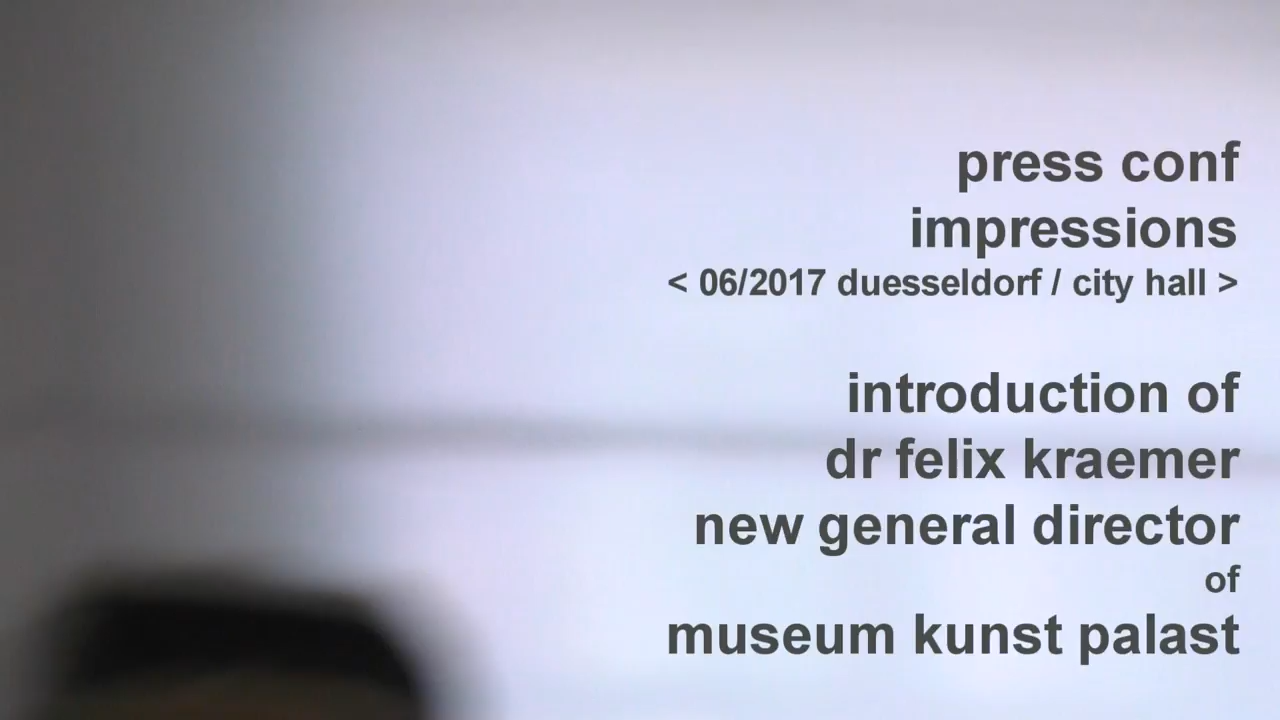 press conf
impressions
< 06/2017 duesseldorf / city hall >
introduction of
dr felix kraemer
new general director
of
museum kunst palast